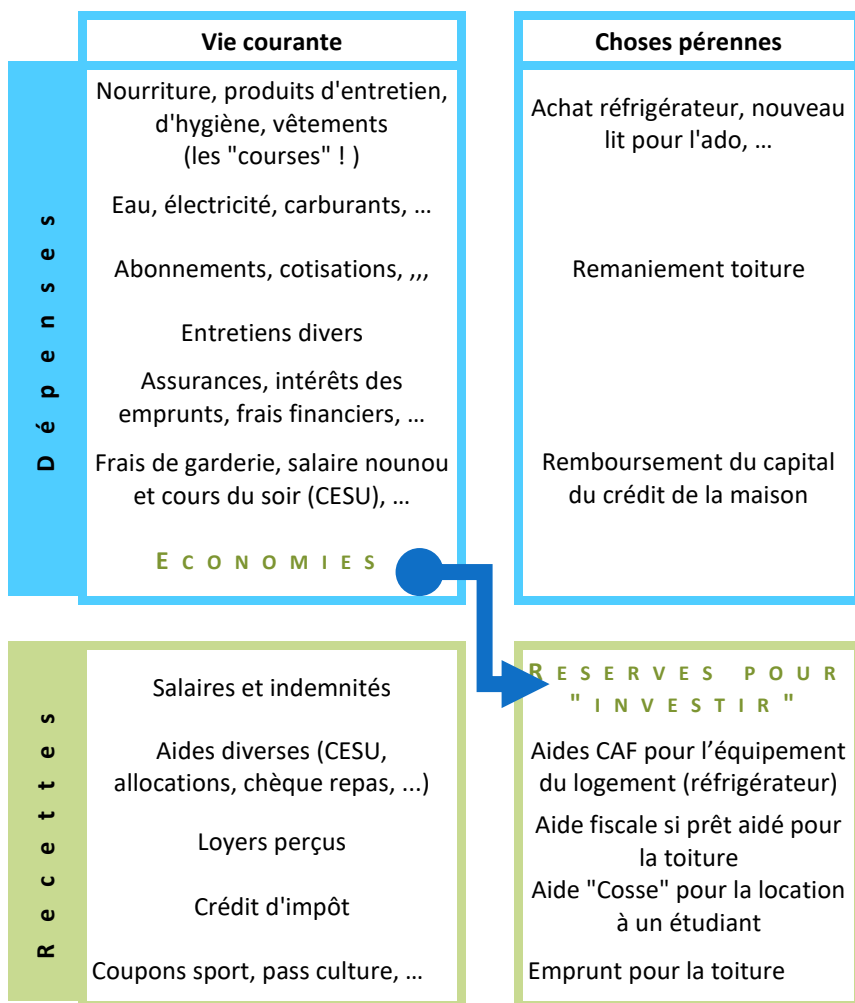 Vie courante
Choses pérennes
Dépenses
Nourriture, produits d'entretien,
d'hygiène, vêtements
(les "courses" ! )
Eau, électricité, carburants, …
Abonnements, cotisations, ,,,
Entretiens divers
Assurances, intérêts des
emprunts, frais financiers, …
Frais de garderie, salaire nounou
et cours du soir (CESU), …
ECONOMIES
Achat réfrigérateur, nouveau
lit pour l'ado, …
Remaniement toiture
Remboursement du capital
du crédit de la maison
Recettes
Salaires et indemnités
Aides diverses (CESU,
allocations, chèque repas, ...)
Loyers perçus
Crédit d'impôt
Coupons sport, pass culture, …
RESERVES POUR
"INVESTIR"
Aides CAF pour l’équipement
du logement (réfrigérateur)
Aide fiscale si prêt aidé pour
la toiture
Aide "Cosse" pour la location
à un étudiant
Emprunt pour la toiture